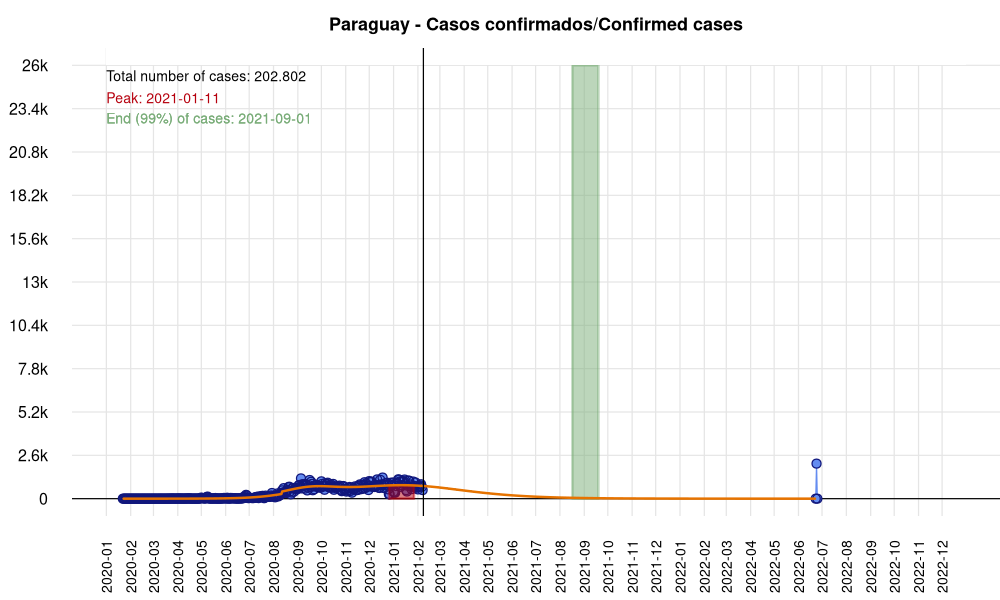 Paraguay - Casos confirmados/Confirmed cases
Total number of cases: 202.802
Peak: 2021-01-11
End (99%) of cases: 2021-09-01
26k
23.4k
20.8k
18.2k
15.6k
13k
10.4k
7.8k
5.2k
2.6k
0
2020-01
2020-02
2020-03
2020-04
2020-05
2020-06
2020-07
2020-08
2020-09
2020-10
2020-11
2020-12
2021-01
2021-02
2021-03
2021-04
2021-05
2021-06
2021-07
2021-08
2021-09
2021-10
2021-11
2021-12
2022-01
2022-02
2022-03
2022-04
2022-05
2022-06
2022-07
2022-08
2022-09
2022-10
2022-11
2022-12